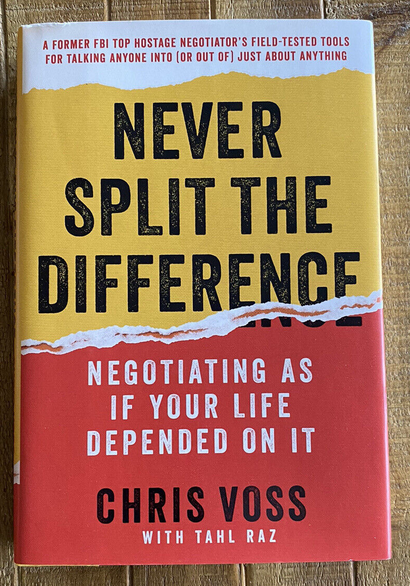 A FORMER FBI TOP HOSTAGE NEGOTIATOR'S FIELD-TESTED TOOLS
FOR TALKING ANYONE INTO (OR OUT OF) JUST ABOUT ANYTHING
NEVER
SPLIT THE
DIFFERENCE
NEGOTIATING AS
IF YOUR LIFE
DEPENDED ON IT
CHRIS VOSS
WITH TAHL RAZ